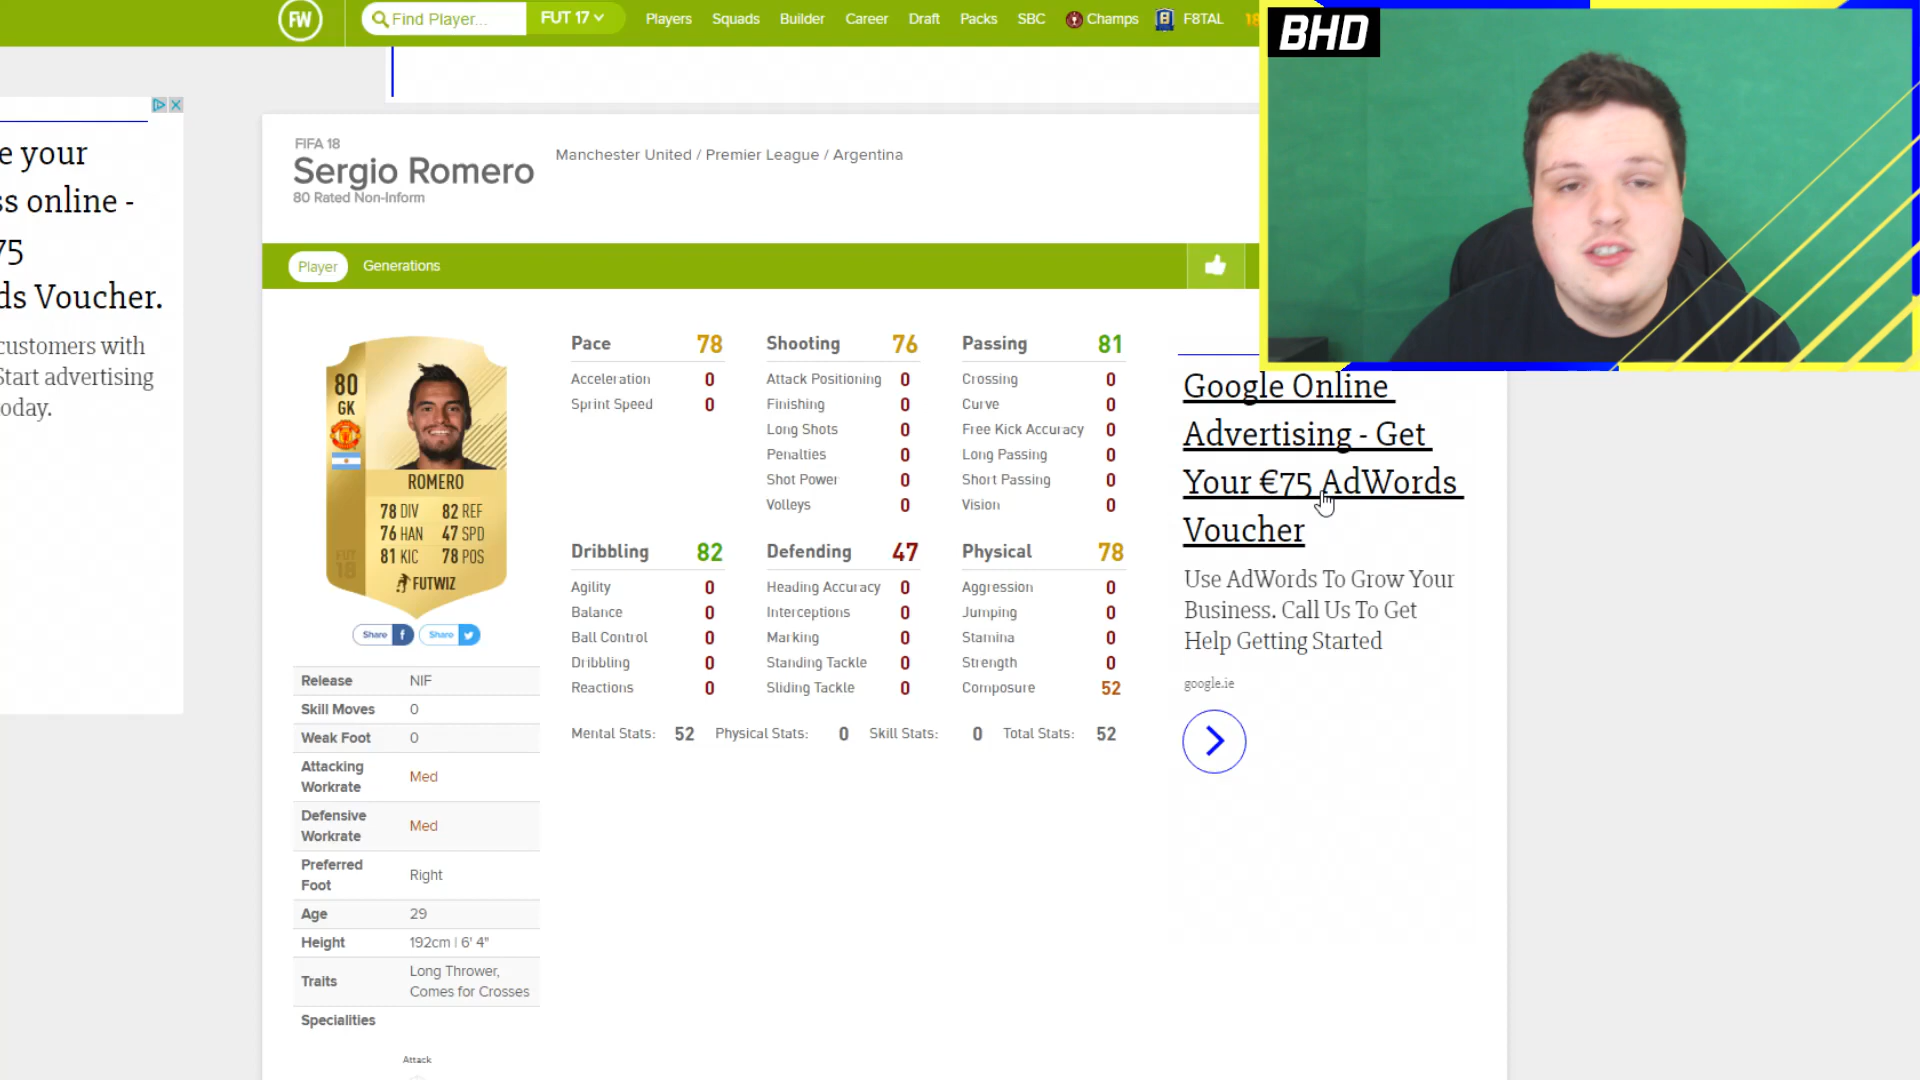 FW
Find Player...
FUT 17
Players
Squads
Builder
Career
Draft
Packs
SBC
Champs
F8TAL
BHD
e your
ss online -
75
ds Voucher.
customers with
Start advertising
oday.
FIFA 18
Sergio Romero
80 Rated Non-Inform
Manchester United / Premier League / Argentina
Player
Generations
80
GK
FUT
18
ROMERO
78 DIV 82 REF
76 HAN 47 SPD
81 KIC 78 POS
FUTWIZ
Share f
Share
Release NIF
Skill Moves 0
Weak Foot 0
Attacking
Workrate Med
Defensive
Workrate Med
Preferred
Foot Right
Age 29
Height 192cm | 6' 4"
Traits Long Thrower,
Comes for Crosses
Specialities
Attack
Pace 78
Acceleration 0
Sprint Speed 0
Shooting 76
Attack Positioning 0
Finishing 0
Long Shots 0
Penalties 0
Shot Power 0
Volleys 0
Passing 81
Crossing 0
Curve 0
Free Kick Accuracy 0
Long Passing 0
Short Passing 0
Vision 0
Dribbling 82
Agility 0
Balance 0
Ball Control 0
Dribbling 0
Reactions 0
Defending 47
Heading Accuracy 0
Interceptions 0
Marking 0
Standing Tackle 0
Sliding Tackle 0
Physical 78
Aggression 0
Jumping 0
Stamina 0
Strength 0
Composure 52
Mental Stats: 52 Physical Stats: 0 Skill Stats: 0 Total Stats: 52
Google Online
Advertising - Get
Your €75 AdWords
Voucher
Use AdWords To Grow Your
Business. Call Us To Get
Help Getting Started
google.ie